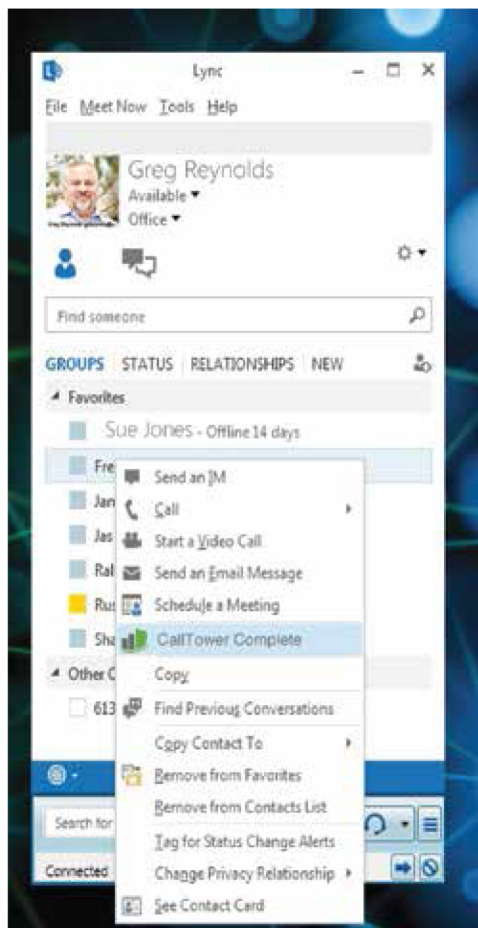 Lync
File Meet Now Tools Help
Greg Reynolds
Available
Office
Find someone
GROUPS STATUS RELATIONSHIPS NEW
Favorites
Sue Jones - Offline 14 days
Fre
Jan
Jas
Ral
Rus
Sha
Other C
613
Send an IM
Call
Start a Video Call
Send an Email Message
Schedule a Meeting
CallTower Complete
Copy
Find Previous Conversations
Copy Contact To
Remove from Favorites
Remove from Contacts List
Tag for Status Change Alerts
Change Privacy Relationship
See Contact Card
Search for
Connected